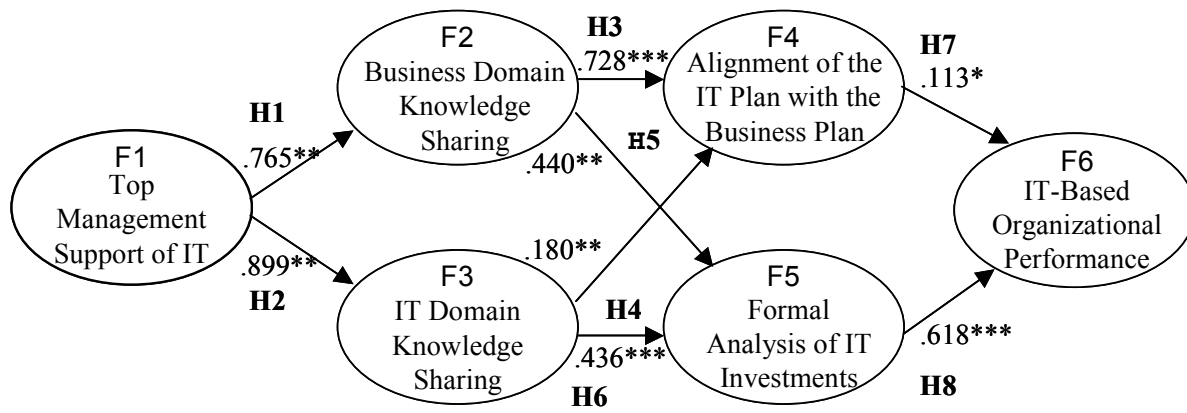 F1
Top
Management
Support of IT
H1
.765**
.899**
H2
F2
Business Domain
Knowledge
Sharing
F3
IT Domain
Knowledge
Sharing
H3
.728***
H5
.440**
.180**
H4
.436***
H6
F4
Alignment of the
IT Plan with the
Business Plan
F5
Formal
Analysis of IT
Investments
H7
.113*
.618***
H8
F6
IT-Based
Organizational
Performance